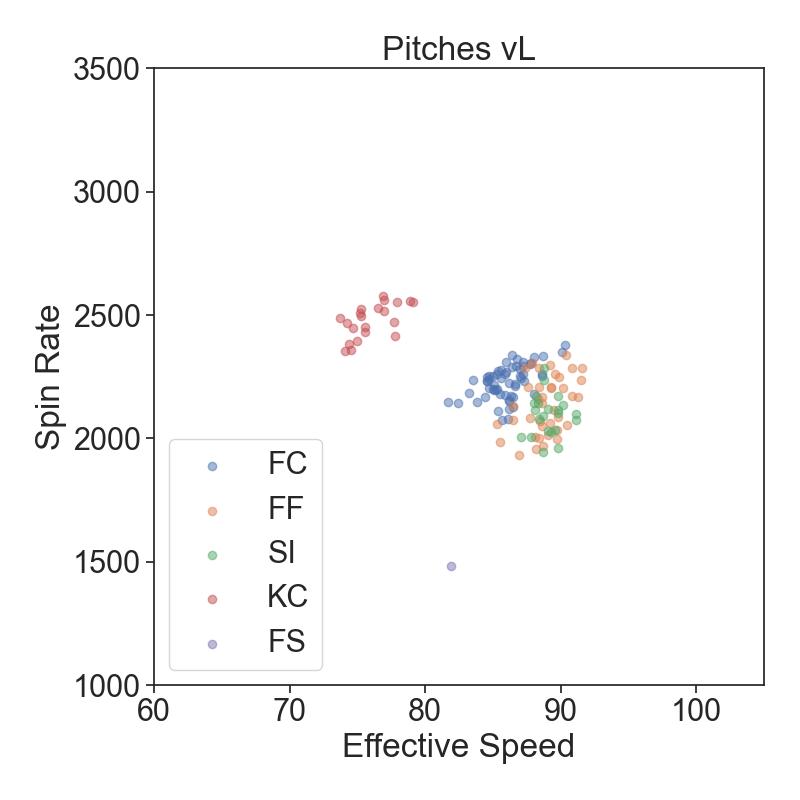 Pitches vL
3500
3000
2500
2000
1500
1000
Spin Rate
FC
FF
SI
KC
FS
60 70 80 90 100
Effective Speed